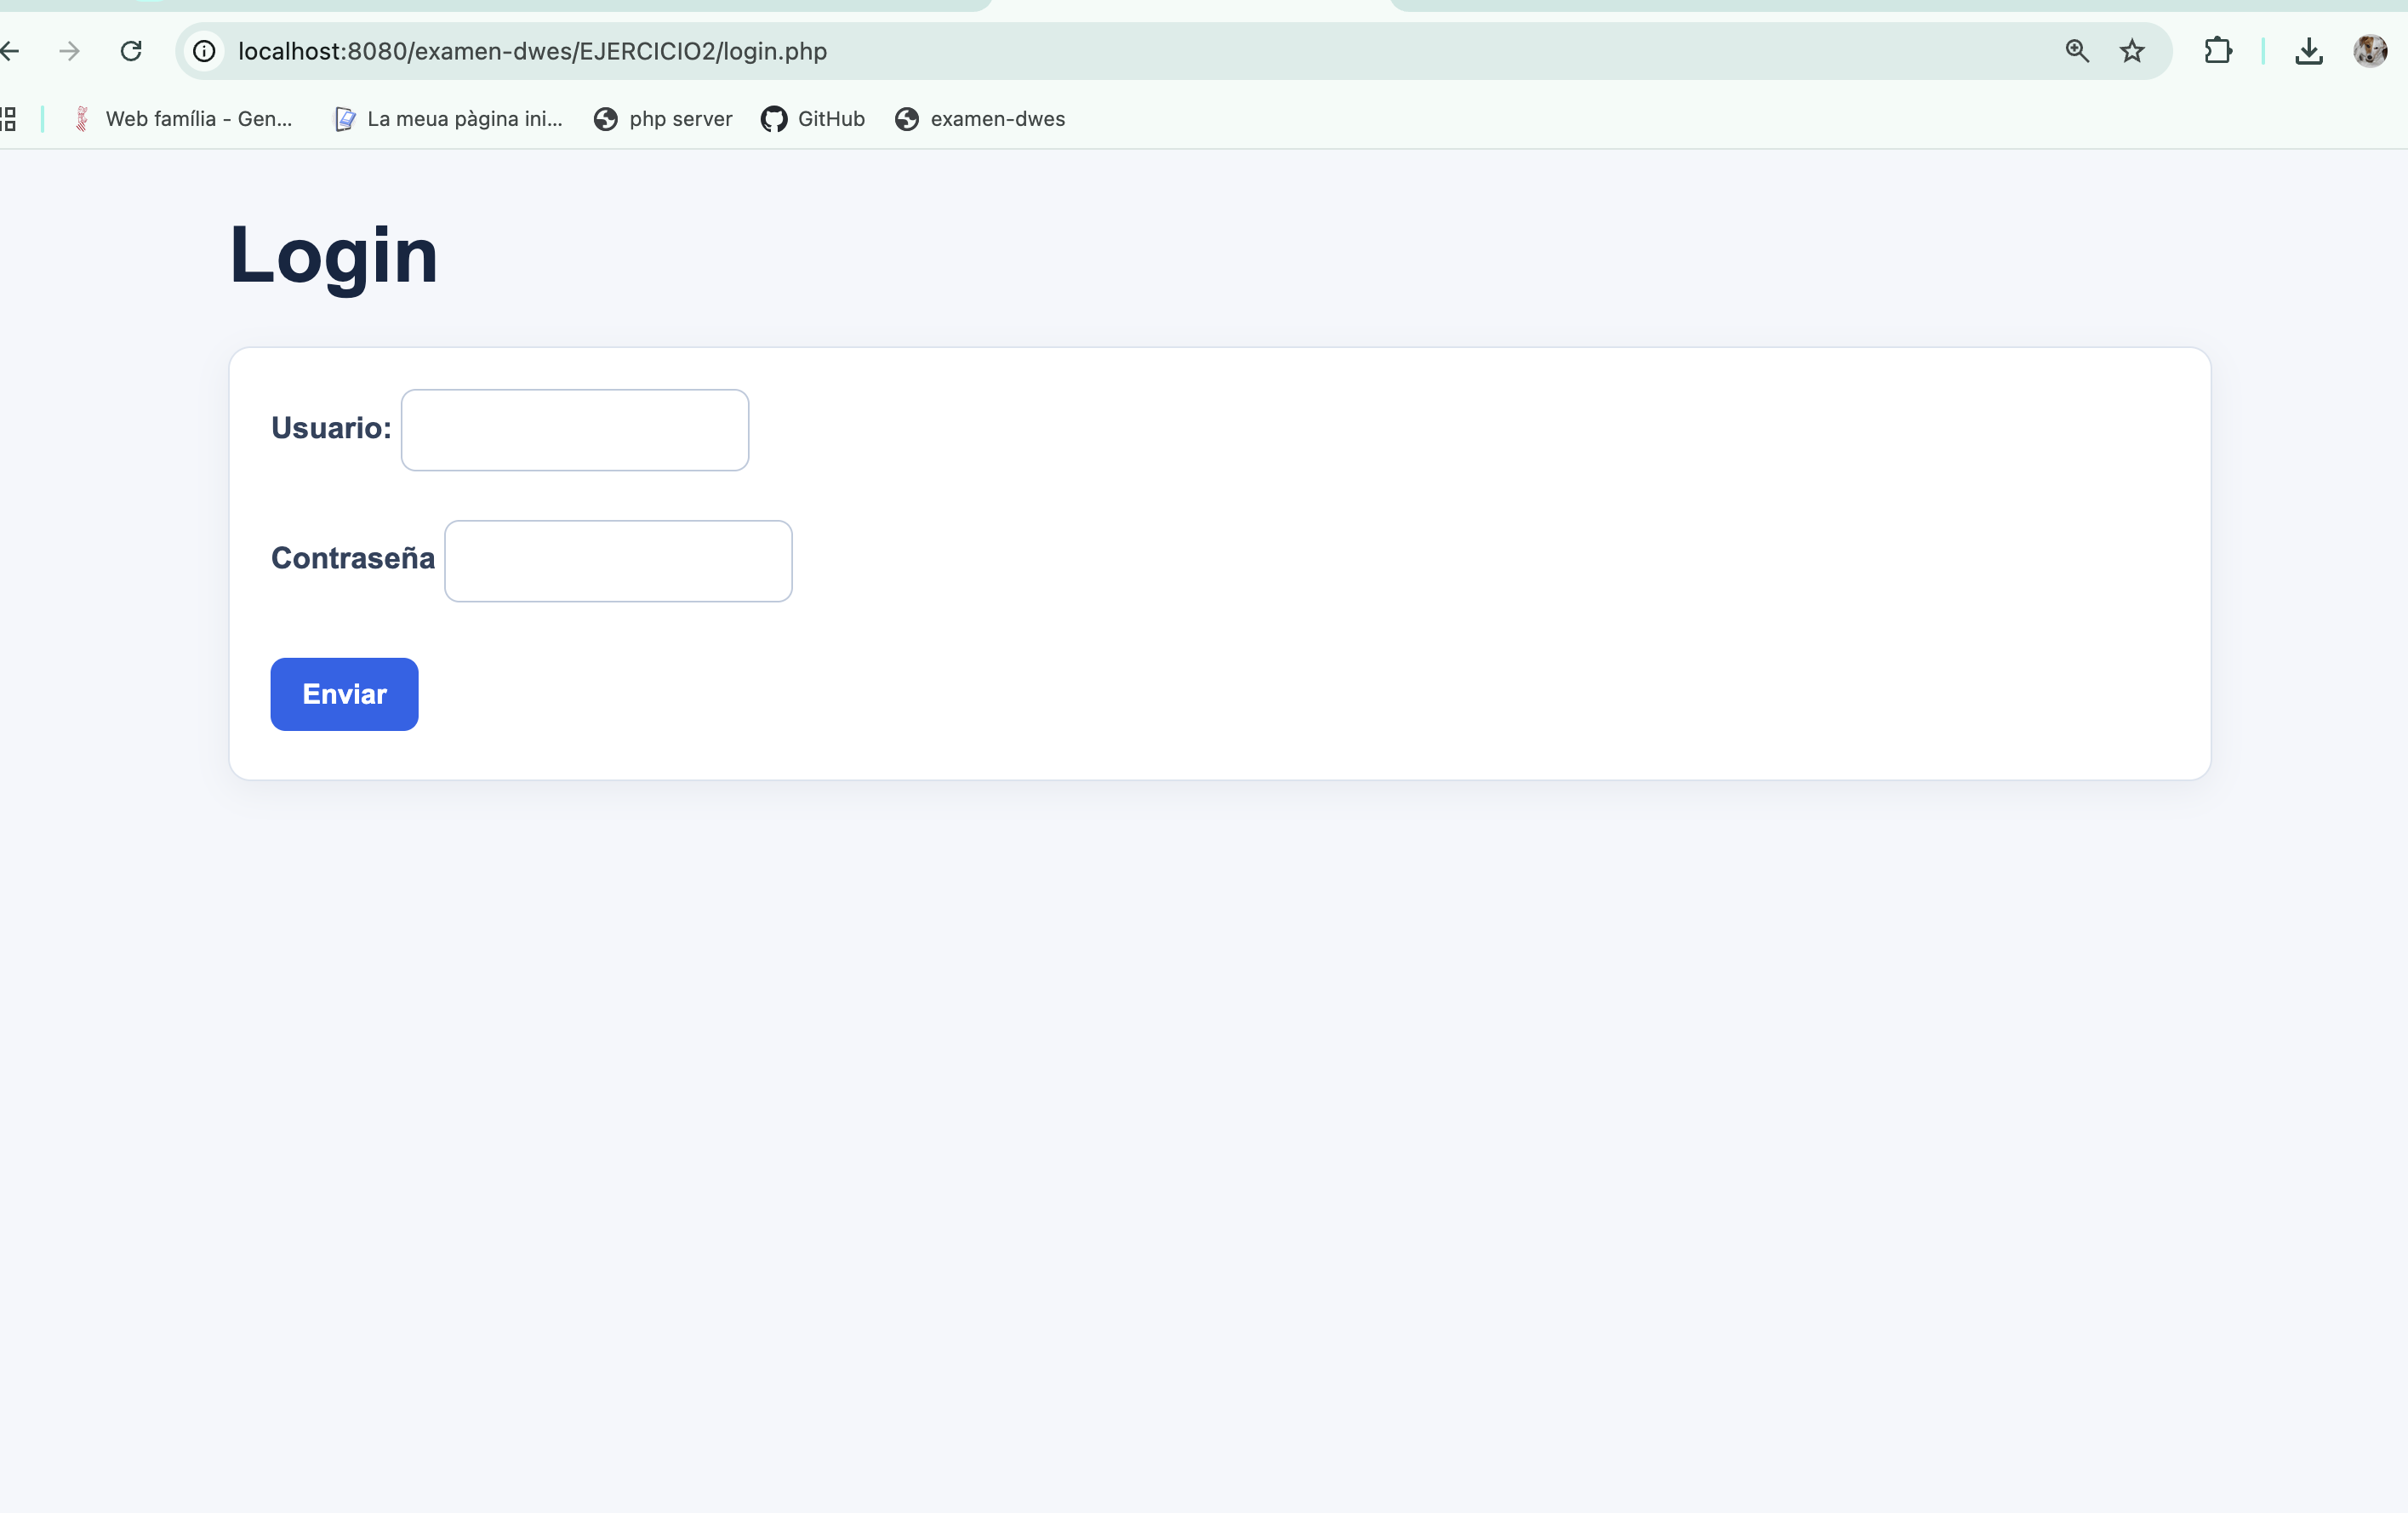 localhost:8080/examen-dwes/EJERCICIO2/login.php
Web família - Gen... La meua pàgina ini... php server GitHub examen-dwes
Login
Usuario:
Contraseña
Enviar